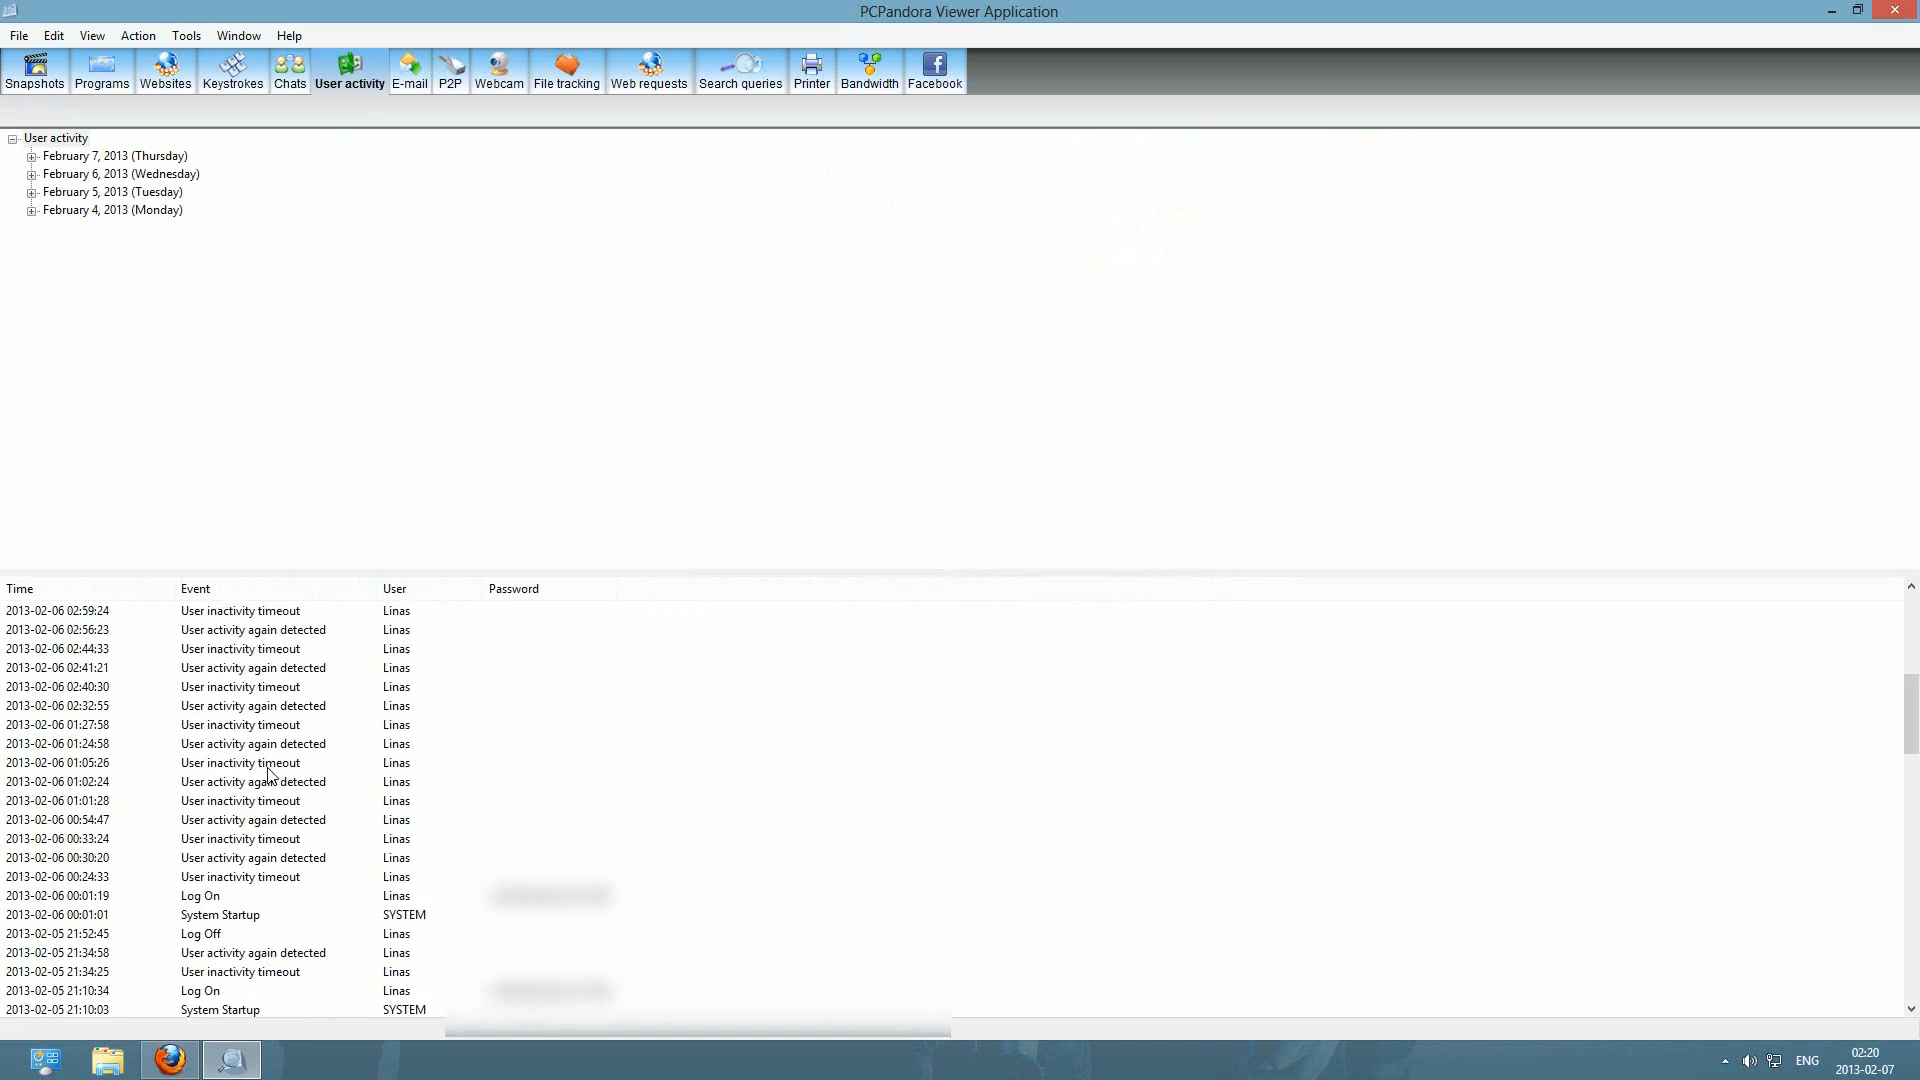 PCPandora Viewer Application
File Edit View Action Tools Window Help
Snapshots Programs Websites Keystrokes Chats User activity E-mail P2P Webcam File tracking Web requests Search queries Printer Bandwidth Facebook
User activity
February 7, 2013 (Thursday)
February 6, 2013 (Wednesday)
February 5, 2013 (Tuesday)
February 4, 2013 (Monday)
Time Event User Password
2013-02-06 02:59:24 User inactivity timeout Linas
2013-02-06 02:56:23 User activity again detected Linas
2013-02-06 02:44:33 User inactivity timeout Linas
2013-02-06 02:41:21 User activity again detected Linas
2013-02-06 02:40:30 User inactivity timeout Linas
2013-02-06 02:32:55 User activity again detected Linas
2013-02-06 01:27:58 User inactivity timeout Linas
2013-02-06 01:24:58 User activity again detected Linas
2013-02-06 01:05:26 User inactivity timeout Linas
2013-02-06 01:02:24 User activity again detected Linas
2013-02-06 01:01:28 User inactivity timeout Linas
2013-02-06 00:54:47 User activity again detected Linas
2013-02-06 00:33:24 User inactivity timeout Linas
2013-02-06 00:30:20 User activity again detected Linas
2013-02-06 00:24:33 User inactivity timeout Linas
2013-02-06 00:01:19 Log On Linas
2013-02-06 00:01:01 System Startup SYSTEM
2013-02-05 21:52:45 Log Off Linas
2013-02-05 21:34:58 User activity again detected Linas
2013-02-05 21:34:25 User inactivity timeout Linas
2013-02-05 21:10:34 Log On Linas
2013-02-05 21:10:03 System Startup SYSTEM
ENG
02:20
2013-02-07